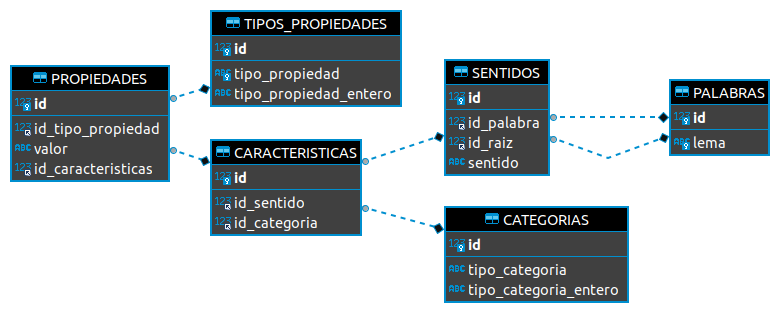 PROPIEDADES
123 id
123 id_tipo_propiedad
ABC valor
123 id_caracteristicas
TIPOS_PROPIEDADES
123 id
ABC tipo_propiedad
ABC tipo_propiedad_entero
CARACTERISTICAS
123 id
123 id_sentido
123 id_categoria
SENTIDOS
123 id
123 id_palabra
123 id_raiz
ABC sentido
CATEGORIAS
123 id
ABC tipo_categoria
ABC tipo_categoria_entero
PALABRAS
123 id
123 lema